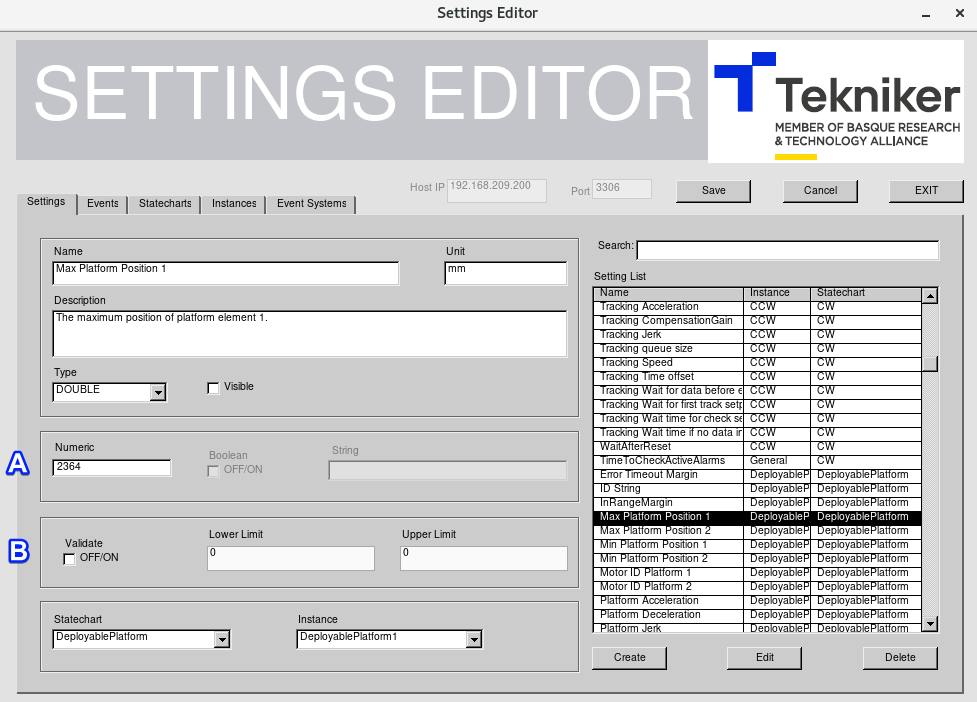 Settings Editor
SETTINGS EDITOR
Tekniker
MEMBER OF BASQUE RESEARCH
& TECHNOLOGY ALLIANCE
Host IP 192.168.209.200 Port 3306 Save Cancel EXIT
Settings Events Statecharts Instances Event Systems
Name Unit
Max Platform Position 1 mm
Description
The maximum position of platform element 1.
Type
DOUBLE Visible
A
Numeric Boolean String
2364 OFF/ON
B
Validate Lower Limit Upper Limit
OFF/ON 0 0
Statechart Instance
DeployablePlatform DeployablePlatform1
Search:
Setting List
Name Instance Statechart
Tracking Acceleration CCW CW
Tracking CompensationGain CCW CW
Tracking Jerk CCW CW
Tracking queue size CCW CW
Tracking Speed CCW CW
Tracking Time offset CCW CW
Tracking Wait for data before e CCW CW
Tracking Wait for first track setp CCW CW
Tracking Wait time for check se CCW CW
Tracking Wait time if no data in CCW CW
WaitAfterReset CCW CW
TimeToCheckActiveAlarms General CW
Error Timeout Margin DeployableP DeployablePlatform
ID String DeployableP DeployablePlatform
InRangeMargin DeployableP DeployablePlatform
Max Platform Position 1 DeployableP DeployablePlatform
Max Platform Position 2 DeployableP DeployablePlatform
Min Platform Position 1 DeployableP DeployablePlatform
Min Platform Position 2 DeployableP DeployablePlatform
Motor ID Platform 1 DeployableP DeployablePlatform
Motor ID Platform 2 DeployableP DeployablePlatform
Platform Acceleration DeployableP DeployablePlatform
Platform Deceleration DeployableP DeployablePlatform
Platform Jerk DeployableP DeployablePlatform
Create Edit Delete